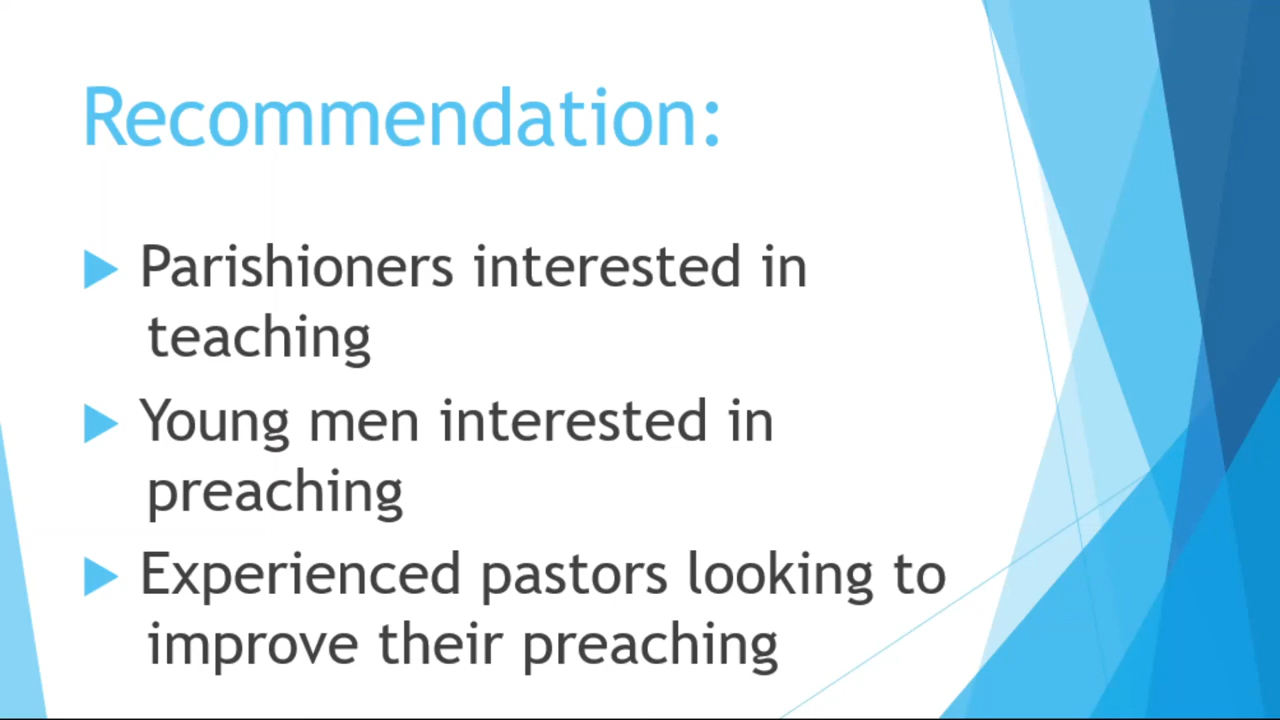 Recommendation:
Parishioners interested in
teaching
Young men interested in
preaching
Experienced pastors looking to
improve their preaching